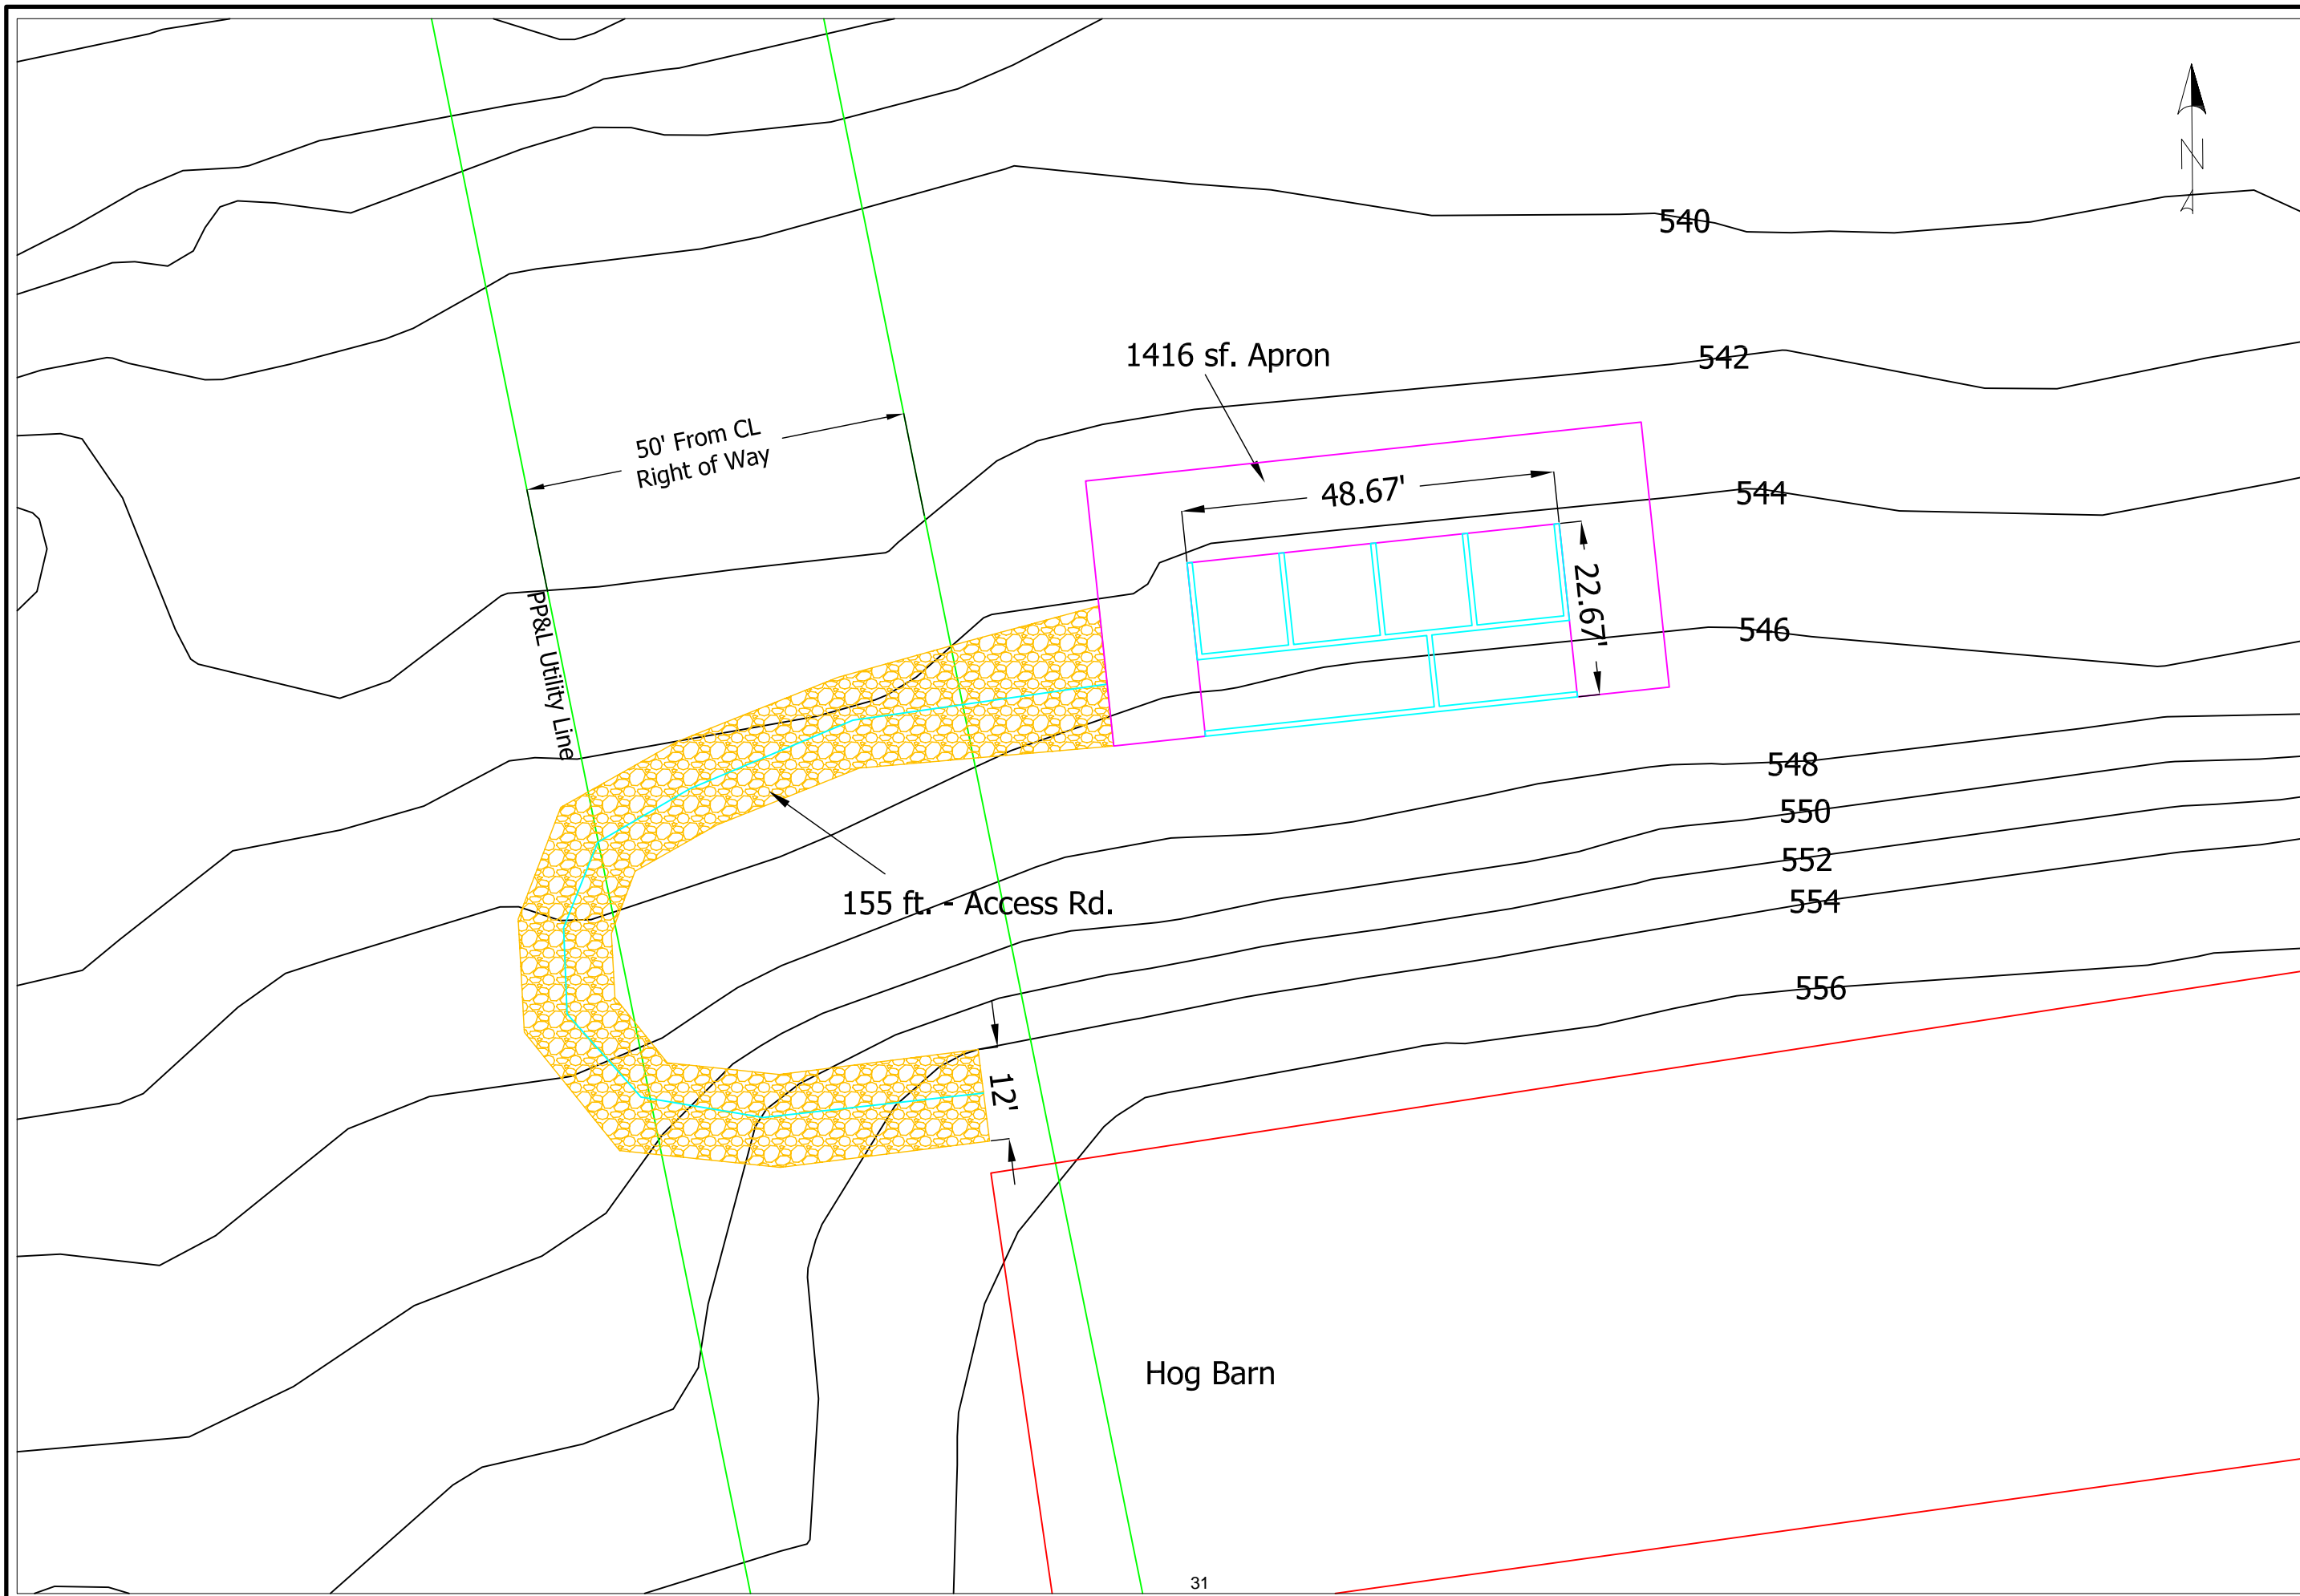 N
540
1416 sf. Apron
542
50' From CL
Right of Way
48.67'
544
22.67'
PP&L Utility Line
546
548
550
552
155 ft. - Access Rd.
554
556
12'
Hog Barn
31